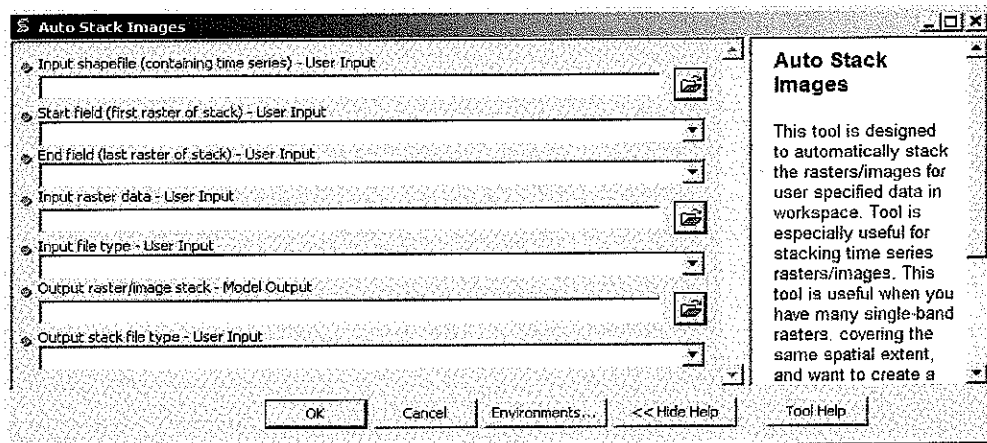 Auto Stack Images
Input shapefile (containing time series) - User Input
Start field (first raster of stack) - User Input
End field (last raster of stack) - User Input
Input raster data - User Input
Input file type - User Input
Output raster/image stack - Model Output
Output stack file type - User Input
OK
Cancel
Environments...
<< Hide Help
Tool Help
Auto Stack
Images
This tool is designed
to automatically stack
the rasters/images for
user specified data in
workspace. Tool is
especially useful for
stacking time series
rasters/images. This
tool is useful when you
have many single-band
rasters, covering the
same spatial extent,
and want to create a